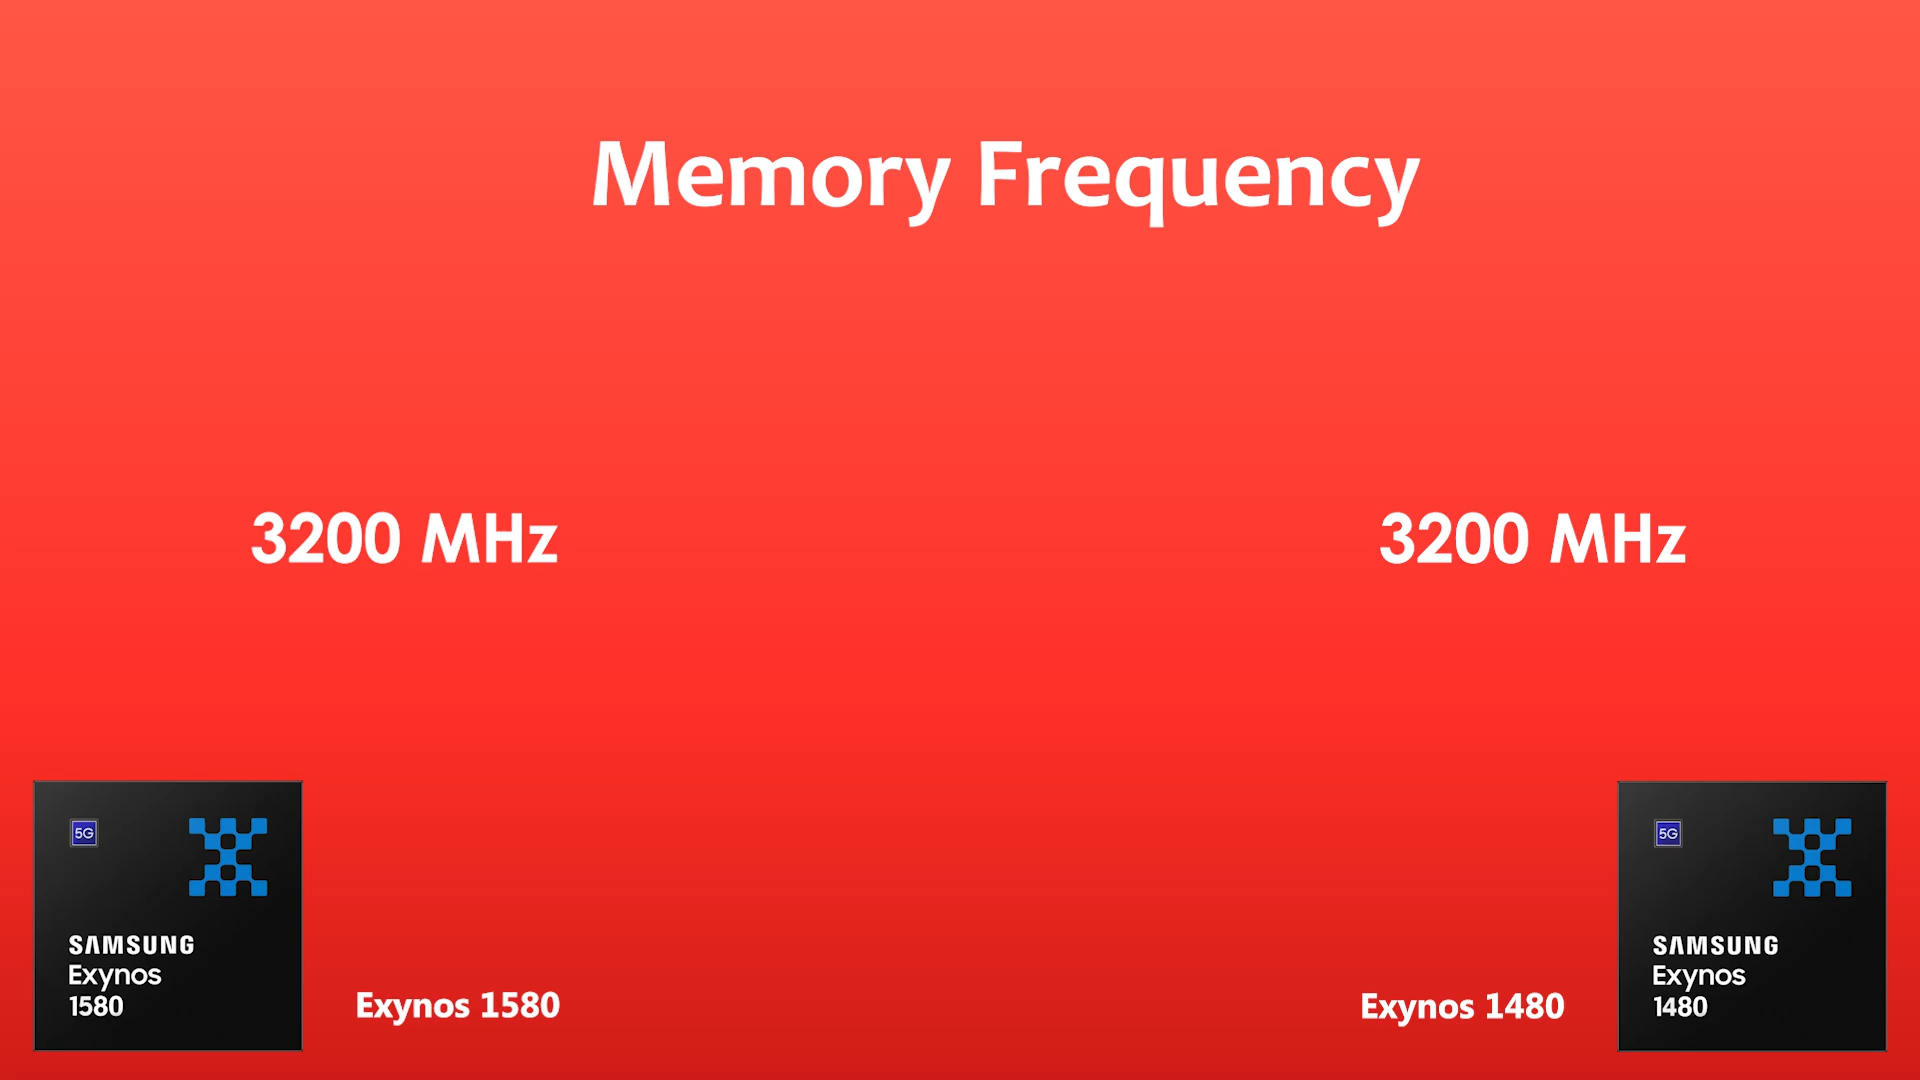 Memory Frequency
3200 MHz
3200 MHz
5G
SAMSUNG
Exynos
1580
Exynos 1580
Exynos 1480
5G
SAMSUNG
Exynos
1480